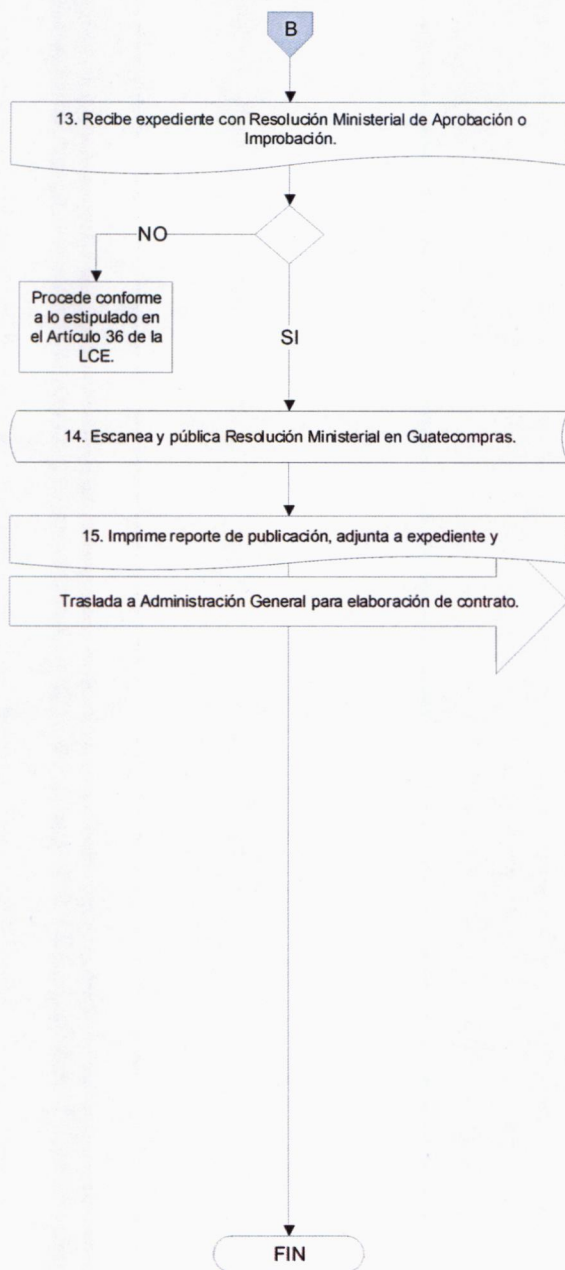 B
13. Recibe expediente con Resolución Ministerial de Aprobación o
Improbación.
NO
Procede conforme
a lo estipulado en
el Artículo 36 de la
LCE.
SI
14. Escanea y pública Resolución Ministerial en Guatecompras.
15. Imprime reporte de publicación, adjunta a expediente y
Traslada a Administración General para elaboración de contrato.
FIN